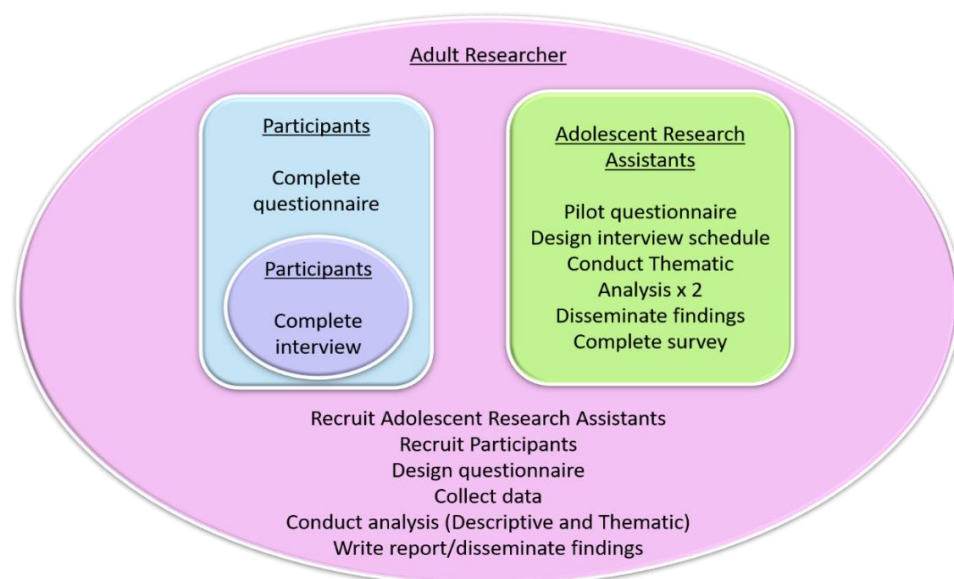 Adult Researcher
Participants
Complete
questionnaire
Participants
Complete
interview
Adolescent Research
Assistants
Pilot questionnaire
Design interview schedule
Conduct Thematic
Analysis x 2
Disseminate findings
Complete survey
Recruit Adolescent Research Assistants
Recruit Participants
Design questionnaire
Collect data
Conduct analysis (Descriptive and Thematic)
Write report/disseminate findings